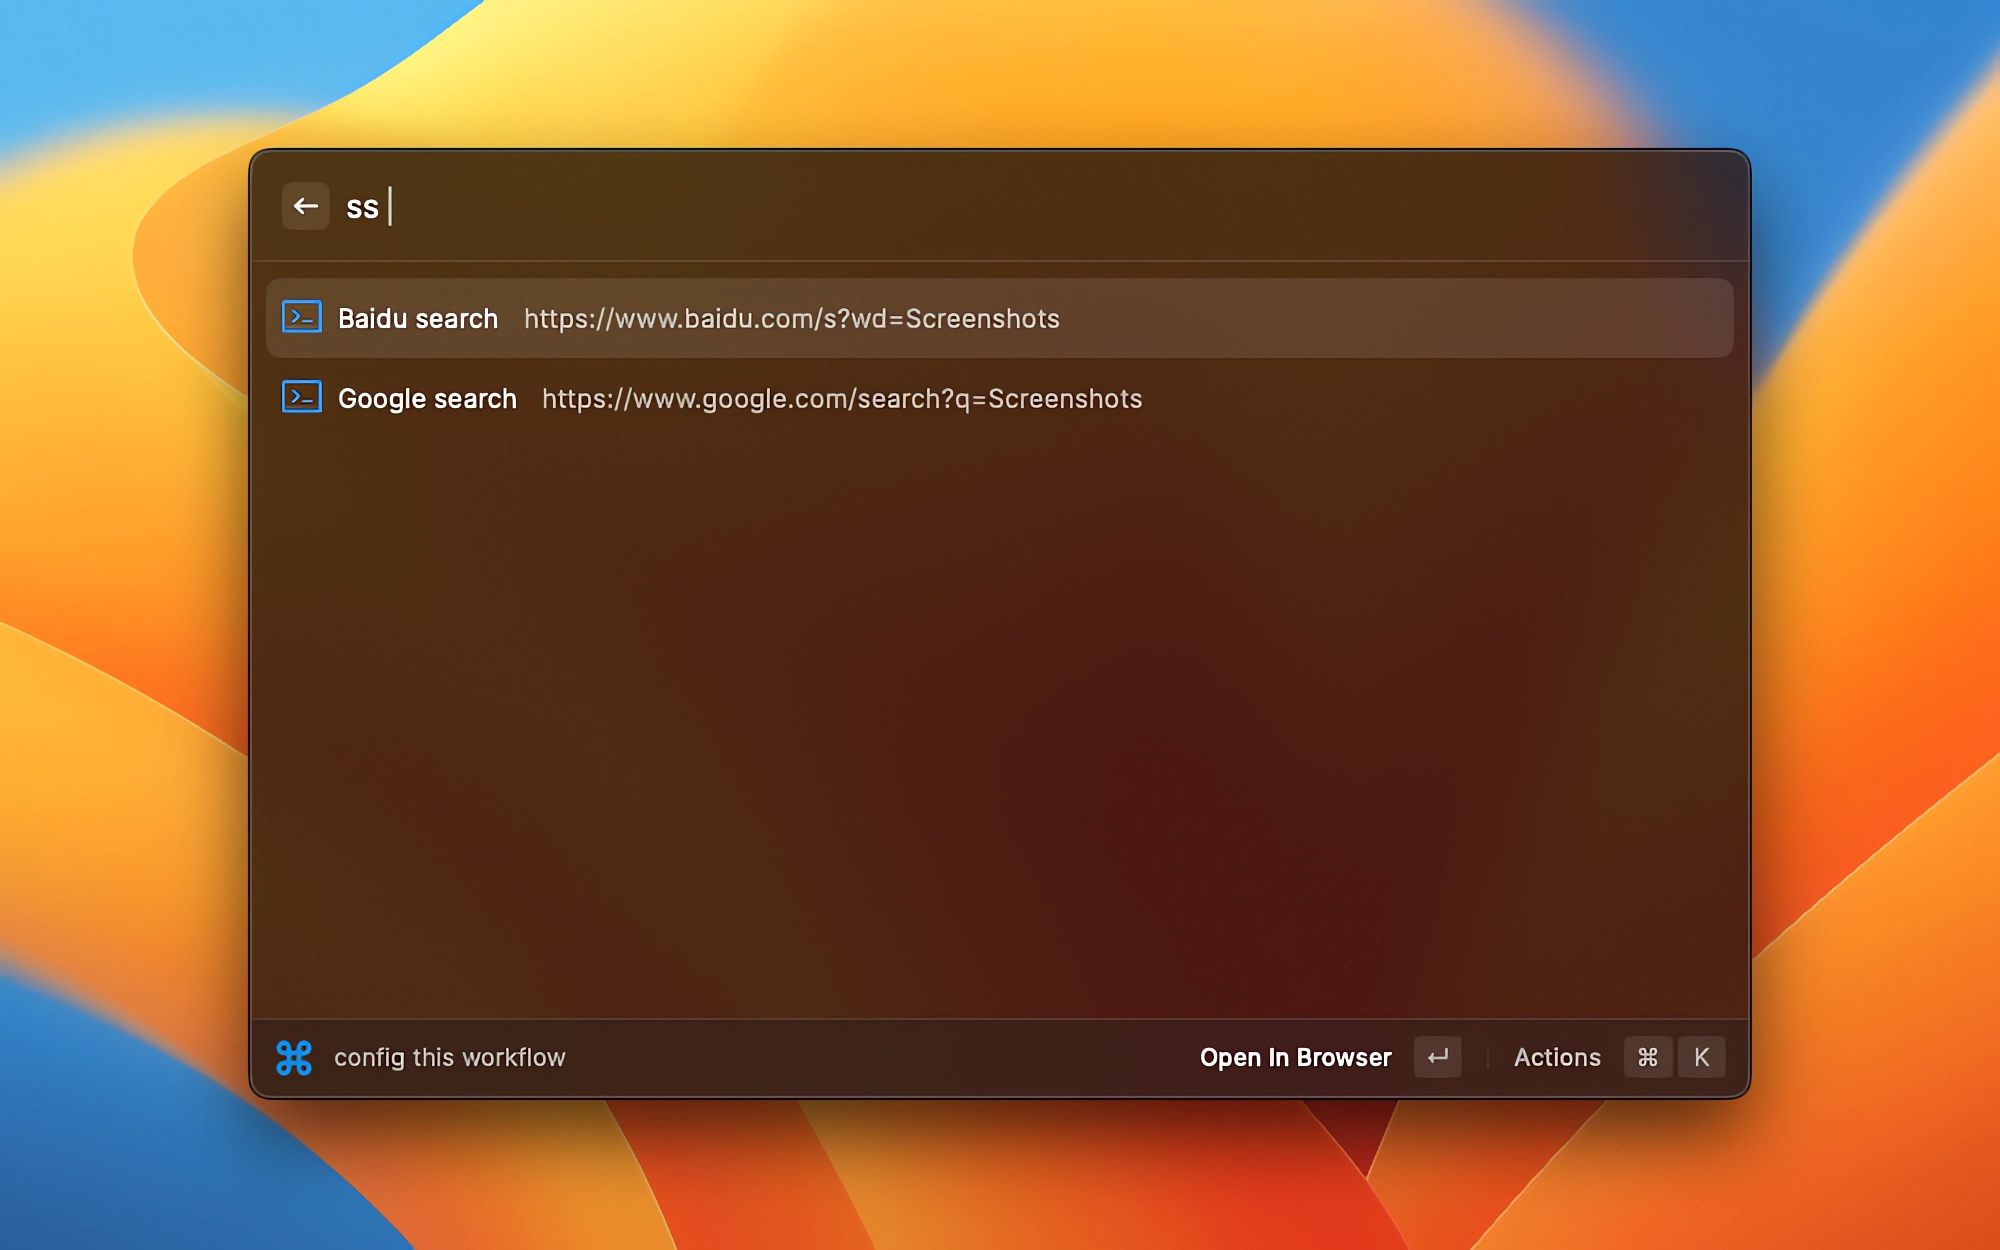 ss
Baidu search https://www.baidu.com/s?wd=Screenshots
Google search https://www.google.com/search?q=Screenshots
config this workflow Open In Browser ↵ Actions ⌘ K